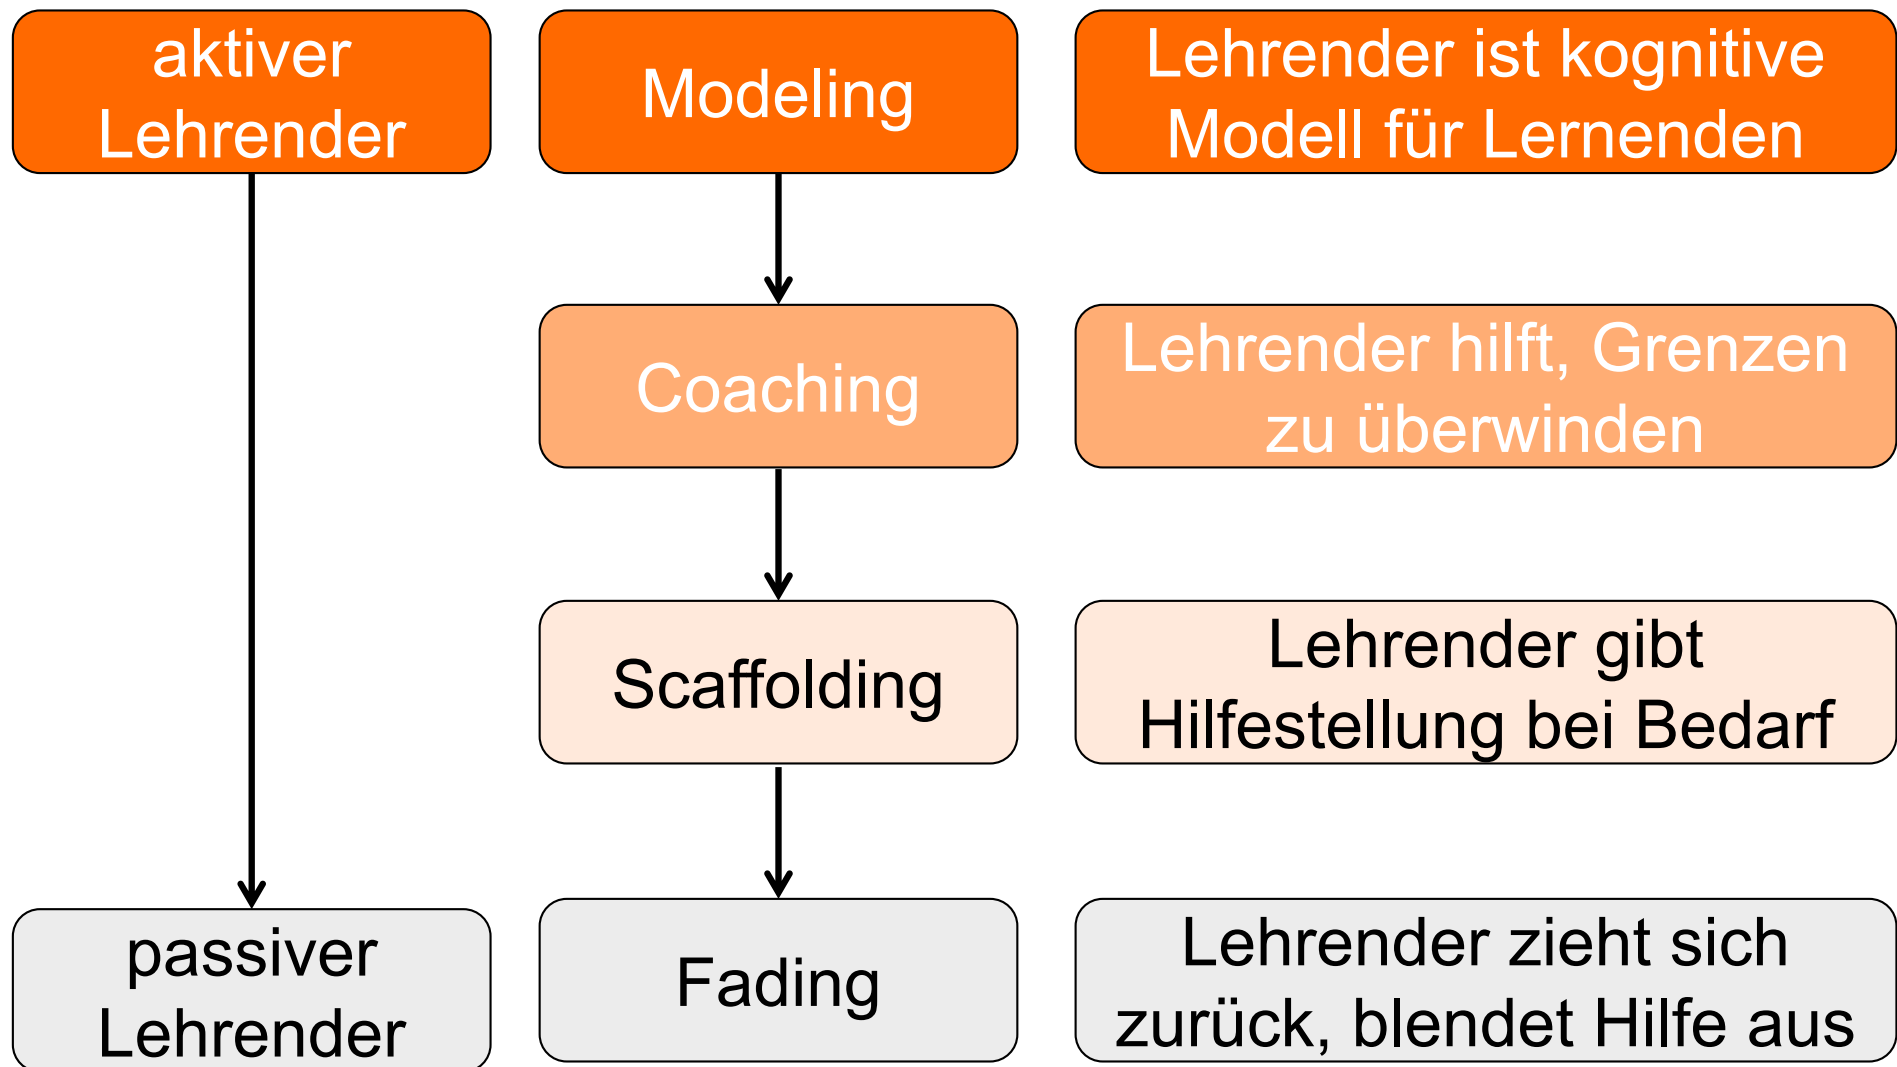 aktiver
Lehrender
Modeling
Lehrender ist kognitive
Modell für Lernenden
Coaching
Lehrender hilft, Grenzen
zu überwinden
Scaffolding
Lehrender gibt
Hilfestellung bei Bedarf
passiver
Lehrender
Fading
Lehrender zieht sich
zurück, blendet Hilfe aus